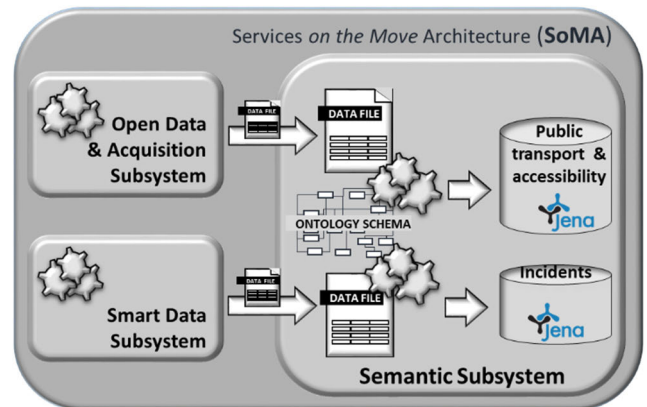 Services on the Move Architecture (SoMA)
Open Data
& Acquisition
Subsystem
DATA FILE
DATA FILE
Public
transport &
accessibility
Jena
ONTOLOGY SCHEMA
Smart Data
Subsystem
DATA FILE
DATA FILE
Incidents
Jena
Semantic Subsystem